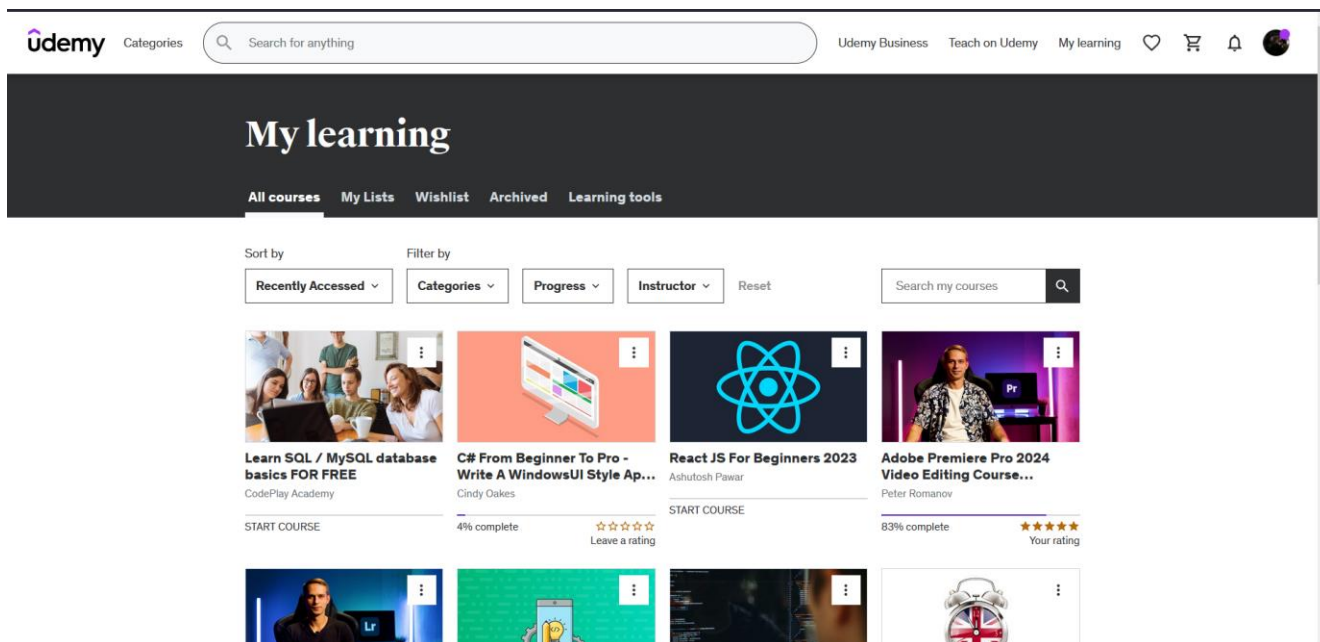 ûdemy Categories Search for anything Udemy Business Teach on Udemy My learning
My learning
All courses My Lists Wishlist Archived Learning tools
Sort by Filter by
Recently Accessed Categories Progress Instructor Reset Search my courses
Pr
Learn SQL / MySQL database
basics FOR FREE
CodePlay Academy
START COURSE
C# From Beginner To Pro -
Write A WindowsUI Style Ap...
Cindy Oakes
4% complete
Leave a rating
React JS For Beginners 2023
Ashutosh Pawar
START COURSE
Adobe Premiere Pro 2024
Video Editing Course...
Peter Romanov
83% complete
Your rating
Lr